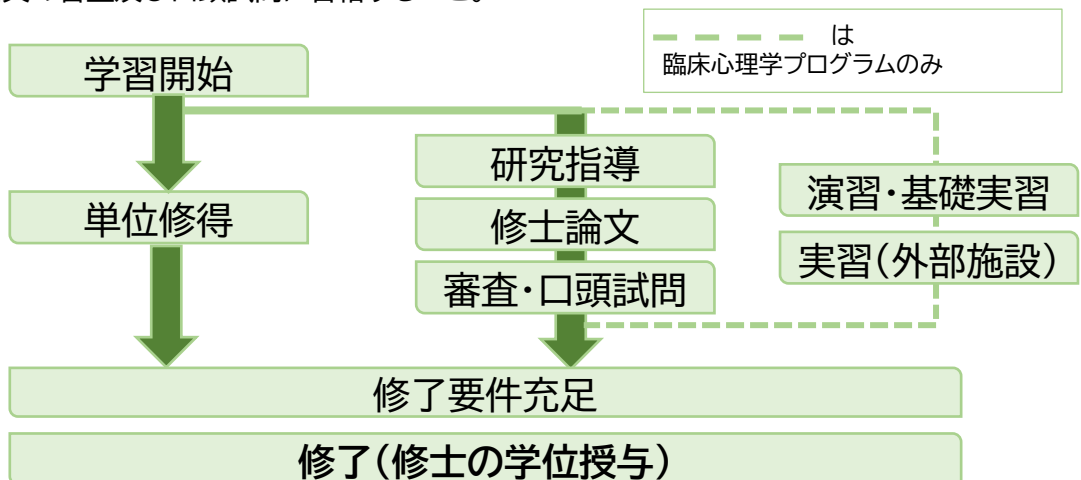 は
臨床心理学プログラムのみ
学習開始
単位修得
研究指導
修士論文
審査・口頭試問
演習・基礎実習
実習(外部施設)
修了要件充足
修了(修士の学位授与)